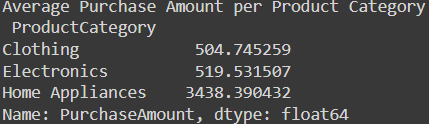 Average Purchase Amount per Product Category
ProductCategory
Clothing 504.745259
Electronics 519.531507
Home Appliances 3438.390432
Name: PurchaseAmount, dtype: float64